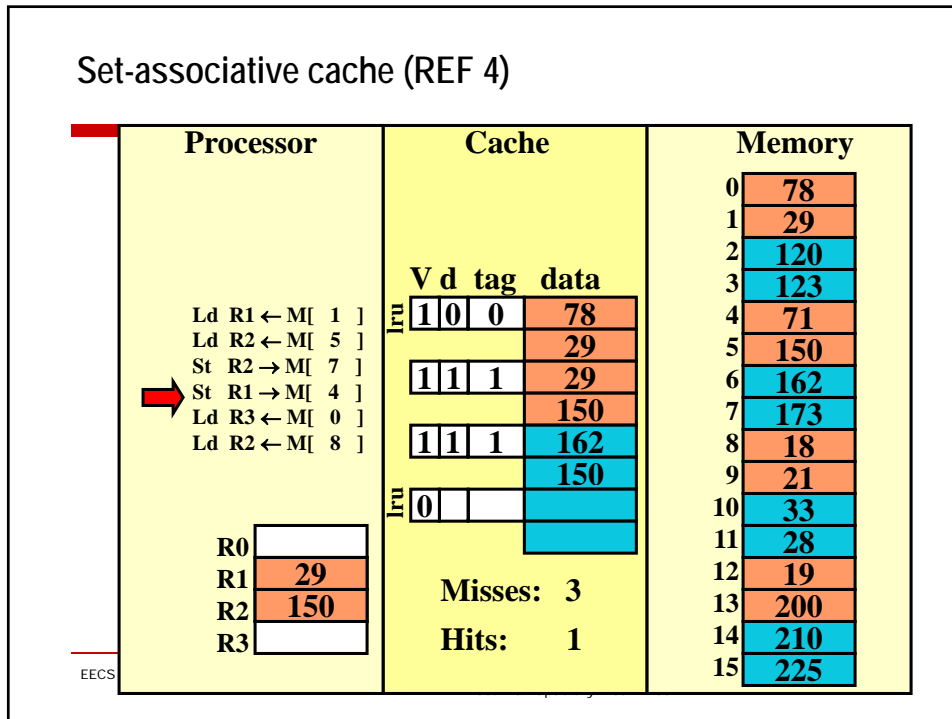 Set-associative cache (REF 4)
Processor
Ld R1 ← M[ 1 ]
Ld R2 ← M[ 5 ]
St R2 → M[ 7 ]
St R1 → M[ 4 ]
Ld R3 ← M[ 0 ]
Ld R2 ← M[ 8 ]
R0
R1 29
R2 150
R3
Cache
V d tag data
lru 1 0 0 78
29
1 1 1 29
150
1 1 1 162
150
lru 0
Misses: 3
Hits: 1
Memory
0 78
1 29
2 120
3 123
4 71
5 150
6 162
7 173
8 18
9 21
10 33
11 28
12 19
13 200
14 210
15 225
EECS